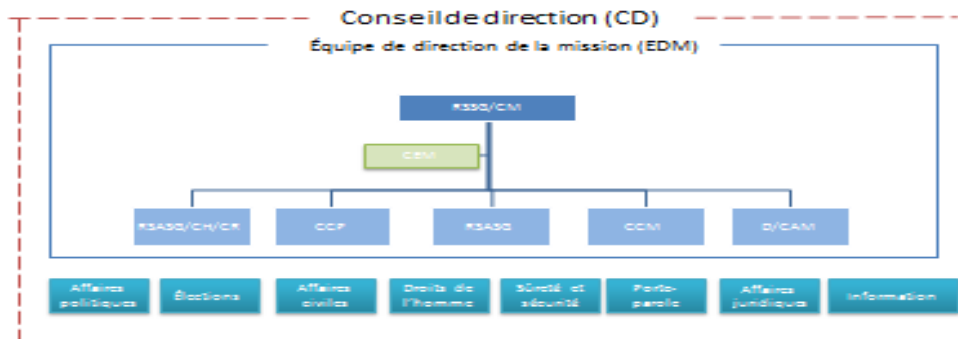 Conseil de direction (CD)
Équipe de direction de la mission (EDM)
RSSG/CM
CEM
RSASG/CH/CR
CCP
RSASG
CCM
D/CAM
Affaires
politiques
Élections
Affaires
civiles
Droits de
l'homme
Sûreté et
sécurité
Porte-
parole
Affaires
juridiques
Information